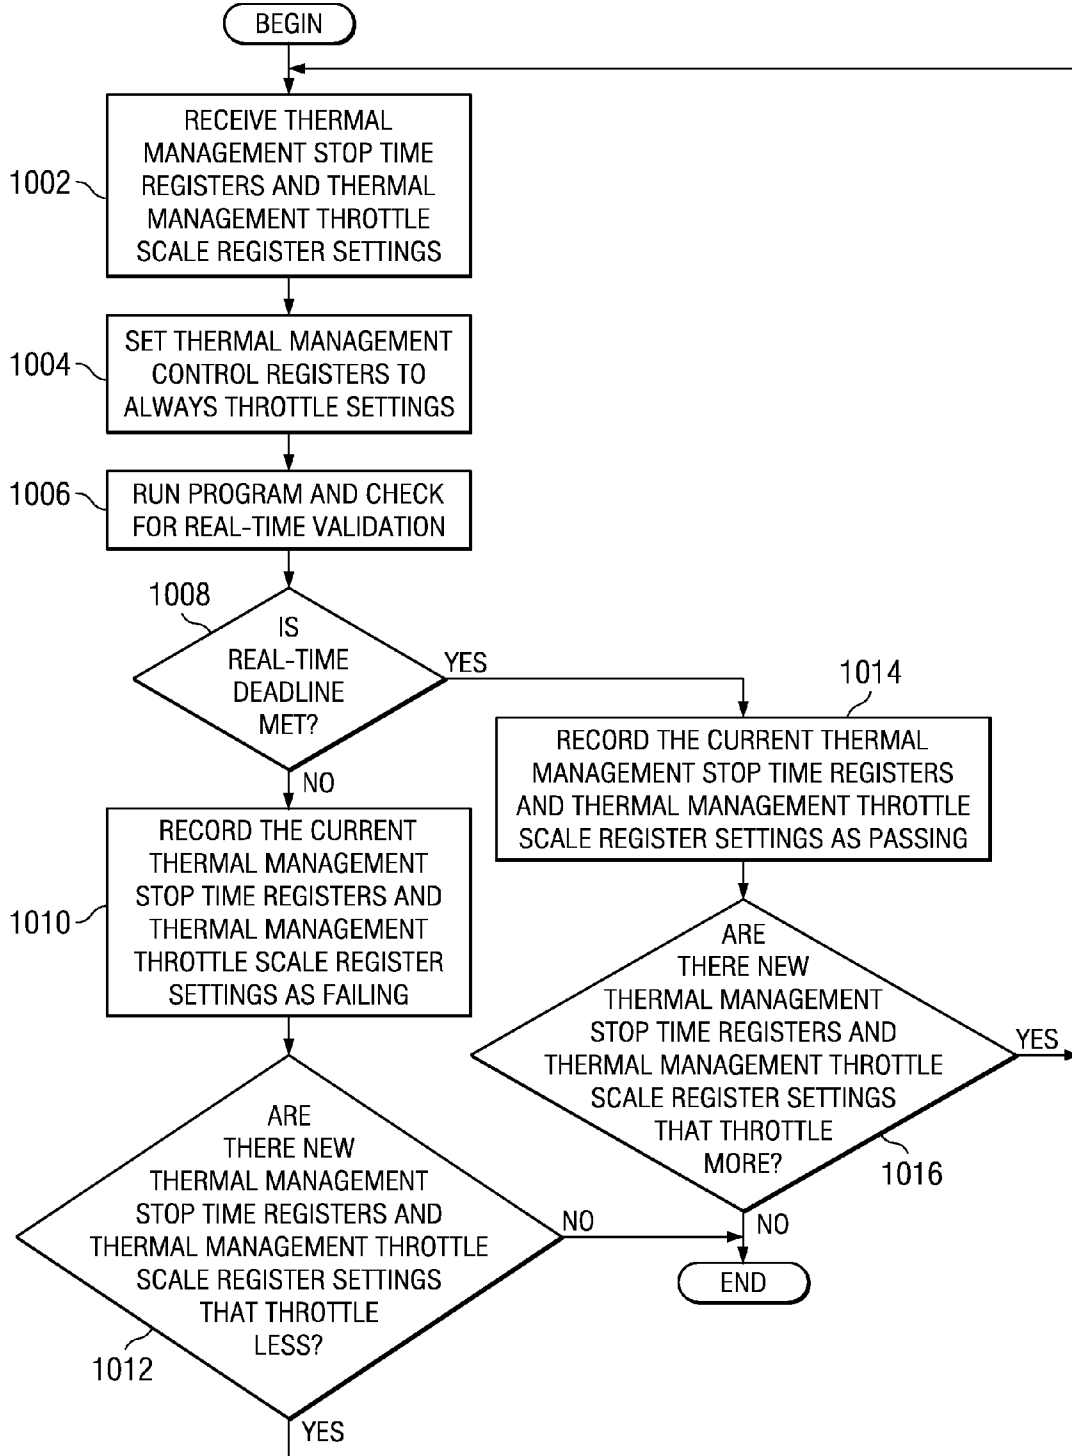 BEGIN
1002
RECEIVE THERMAL
MANAGEMENT STOP TIME
REGISTERS AND THERMAL
MANAGEMENT THROTTLE
SCALE REGISTER SETTINGS
1004
SET THERMAL MANAGEMENT
CONTROL REGISTERS TO
ALWAYS THROTTLE SETTINGS
1006
RUN PROGRAM AND CHECK
FOR REAL-TIME VALIDATION
1008
IS
REAL-TIME
DEADLINE
MET?
YES
NO
1014
RECORD THE CURRENT THERMAL
MANAGEMENT STOP TIME REGISTERS
AND THERMAL MANAGEMENT THROTTLE
SCALE REGISTER SETTINGS AS PASSING
1010
RECORD THE CURRENT
THERMAL MANAGEMENT
STOP TIME REGISTERS AND
THERMAL MANAGEMENT
THROTTLE SCALE REGISTER
SETTINGS AS FAILING
ARE
THERE NEW
THERMAL MANAGEMENT
STOP TIME REGISTERS AND
THERMAL MANAGEMENT THROTTLE
SCALE REGISTER SETTINGS
THAT THROTTLE
MORE?
YES
1016
NO
ARE
THERE NEW
THERMAL MANAGEMENT
STOP TIME REGISTERS AND
THERMAL MANAGEMENT THROTTLE
SCALE REGISTER SETTINGS
THAT THROTTLE
LESS?
NO
1012
YES
END